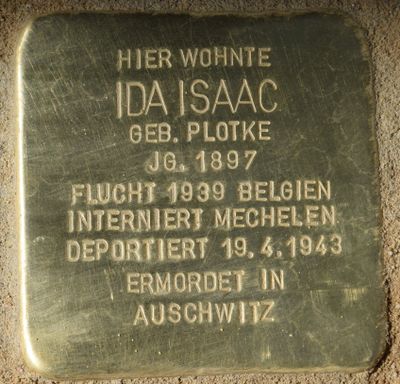 HIER WOHNTE
IDA ISAAC
GEB. PLOTKE
JG. 1897
FLUCHT 1939 BELGIEN
INTERNIERT MECHELEN
DEPORTIERT 19.4.1943
ERMORDET IN
AUSCHWITZ